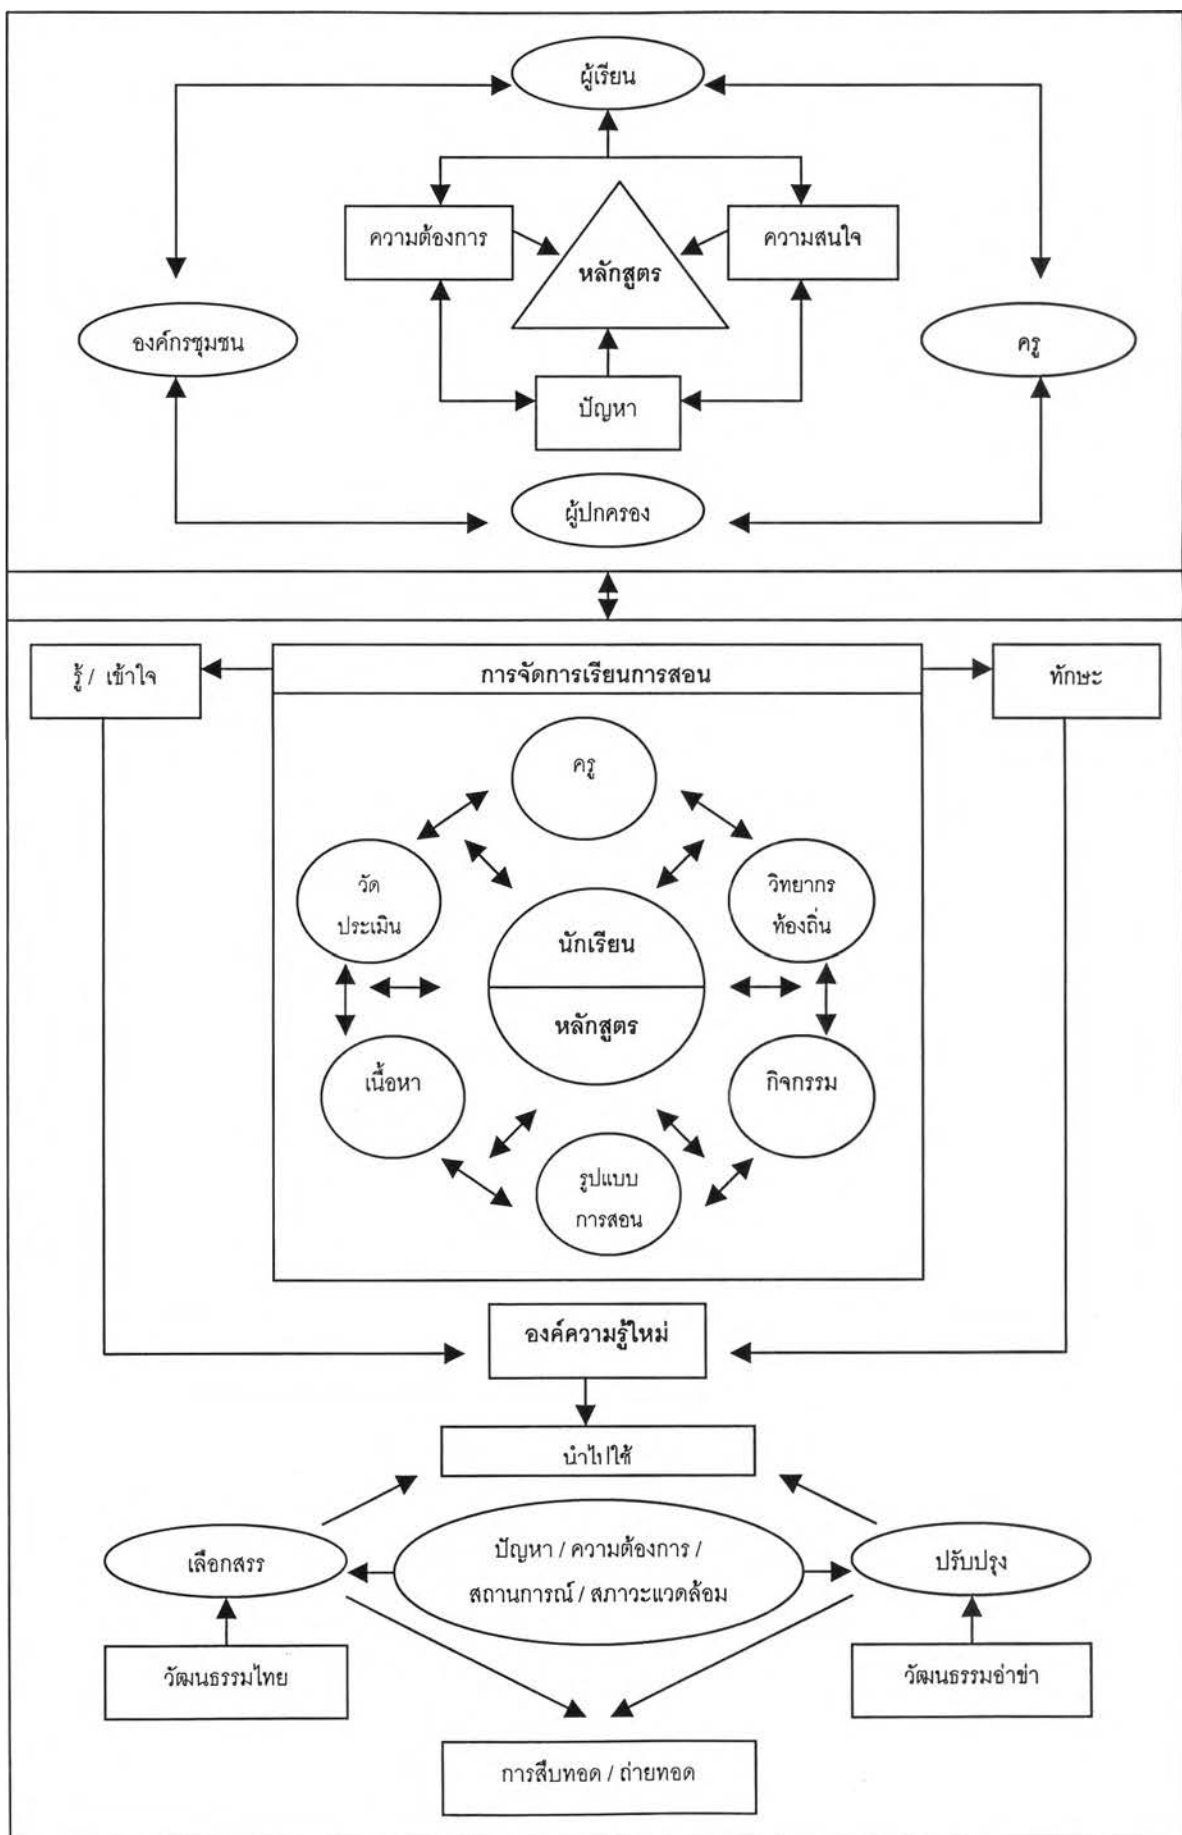 ผู้เรียน
ความต้องการ
ความสนใจ
หลักสูตร
องค์กรชุมชน
ครู
ปัญหา
ผู้ปกครอง
รู้ / เข้าใจ
การจัดการเรียนการสอน
ทักษะ
ครู
วัด
ประเมิน
วิทยากร
ท้องถิ่น
นักเรียน
หลักสูตร
เนื้อหา
กิจกรรม
รูปแบบ
การสอน
องค์ความรู้ใหม่
นำไปใช้
เลือกสรร
ปัญหา / ความต้องการ /
สถานการณ์ / สภาวะแวดล้อม
ปรับปรุง
วัฒนธรรมไทย
วัฒนธรรมอ่าข่า
การสืบทอด / ถ่ายทอด